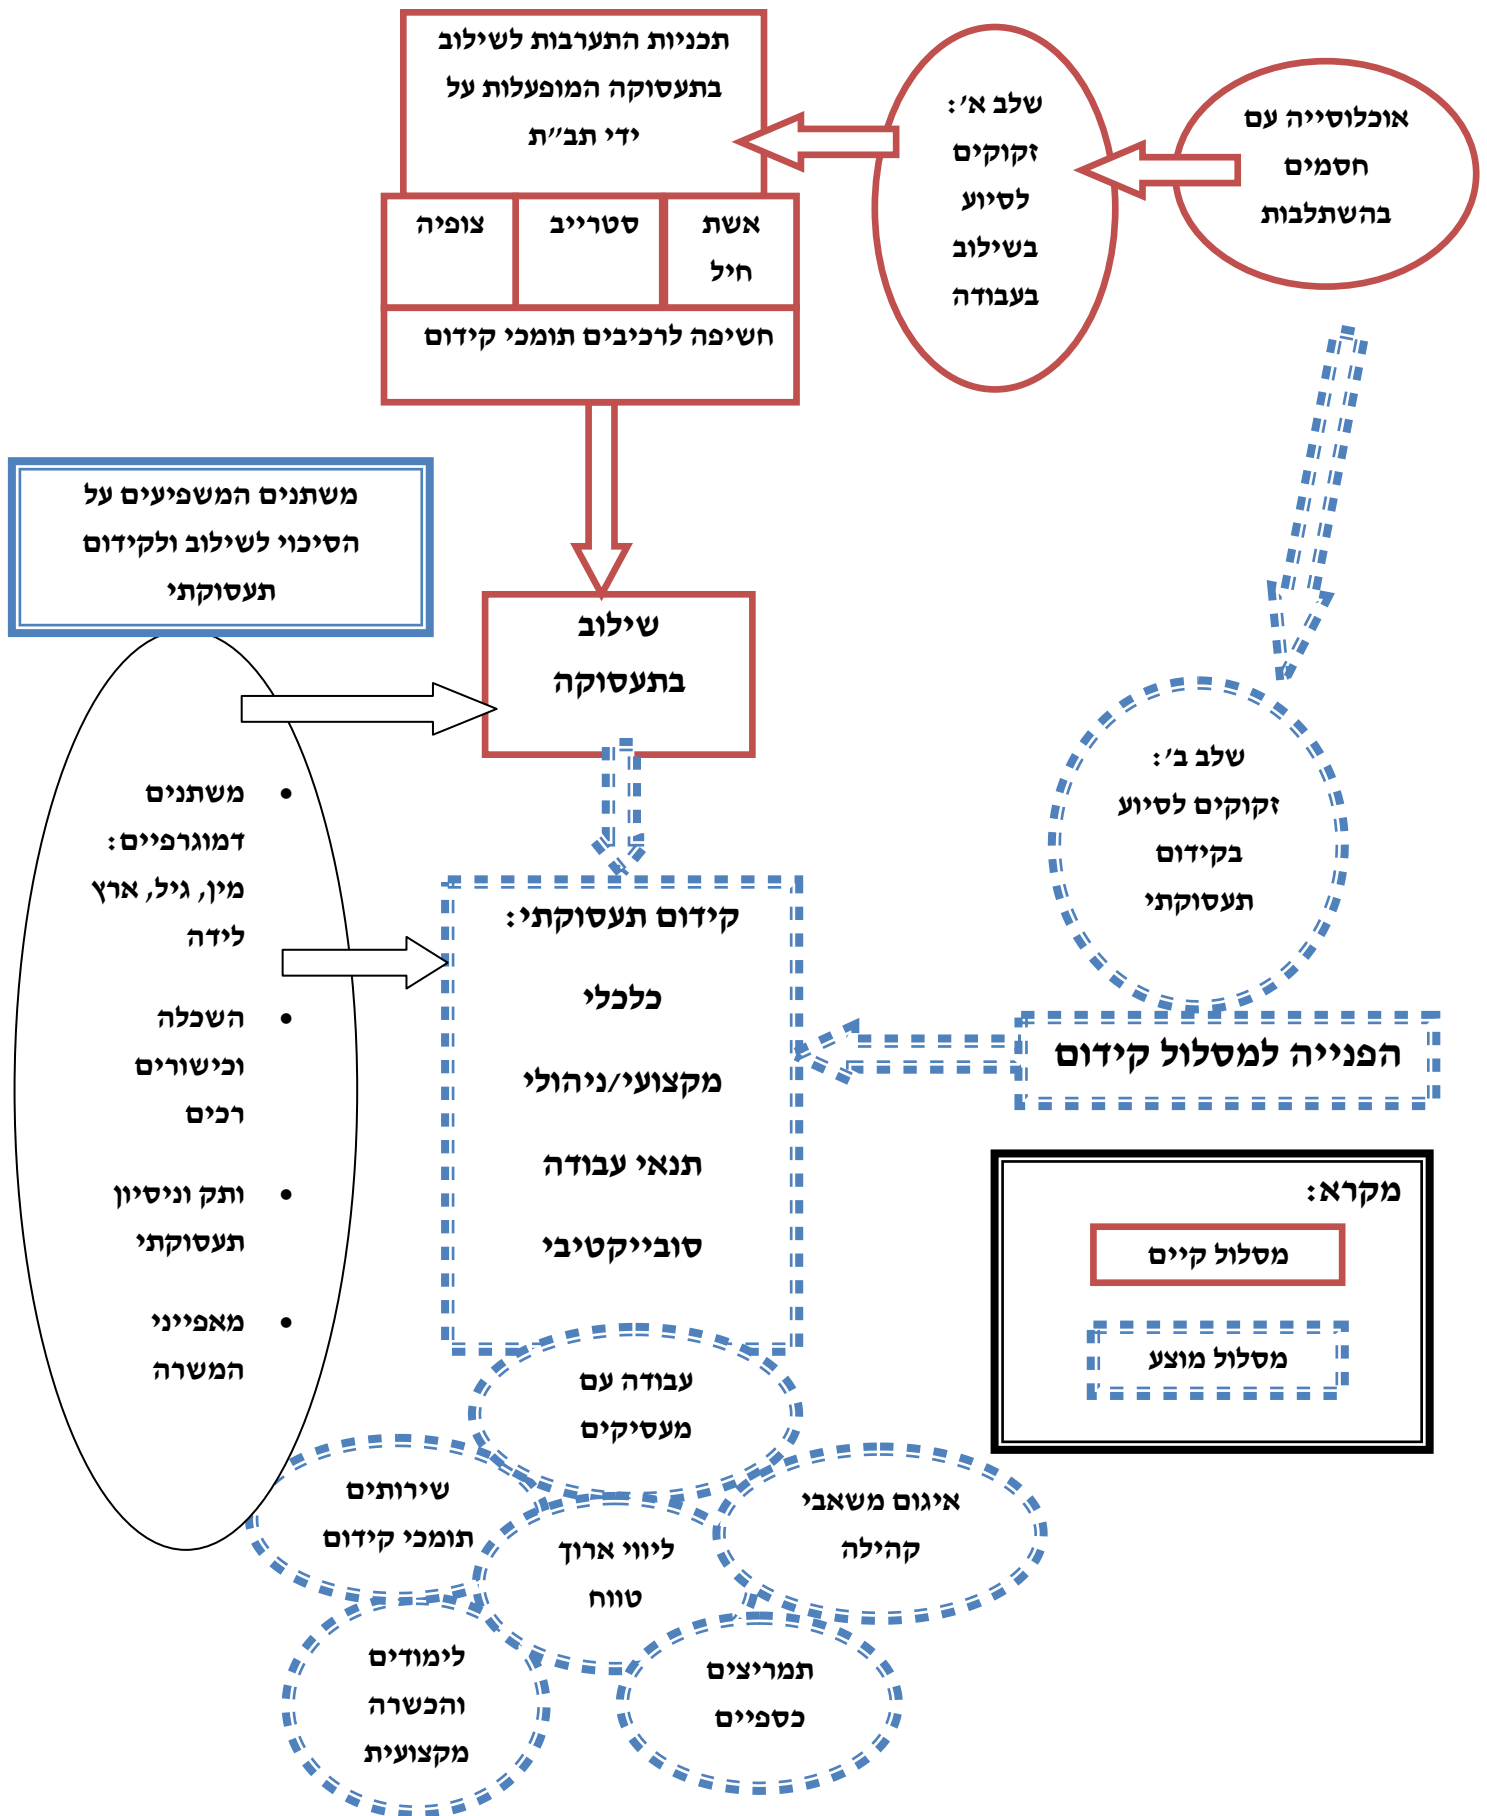 אוכלוסייה עם
חסמים
בהשתלבות
שלב א':
זקוקים
לסיוע
בשילוב
בעבודה
תכניות התערבות לשילוב
בתעסוקה המופעלות על
ידי תב"ת
אשת
חיל
סטרייב
צופיה
חשיפה לרכיבים תומכי קידום
משתנים המשפיעים על
הסיכוי לשילוב ולקידום
תעסוקתי
שילוב
בתעסוקה
• משתנים
דמוגרפיים:
מין, גיל, ארץ
לידה
• השכלה
וכישורים
רכים
• ותק וניסיון
תעסוקתי
• מאפייני
המשרה
שלב ב':
זקוקים לסיוע
בקידום
תעסוקתי
הפנייה למסלול קידום
קידום תעסוקתי:
כלכלי
מקצועי/ניהולי
תנאי עבודה
סובייקטיבי
מקרא:
מסלול קיים
מסלול מוצע
עבודה עם
מעסיקים
איגום משאבי
קהילה
ליווי ארוך
טווח
שירותים
תומכי קידום
תמריצים
כספיים
לימודים
והכשרה
מקצועית